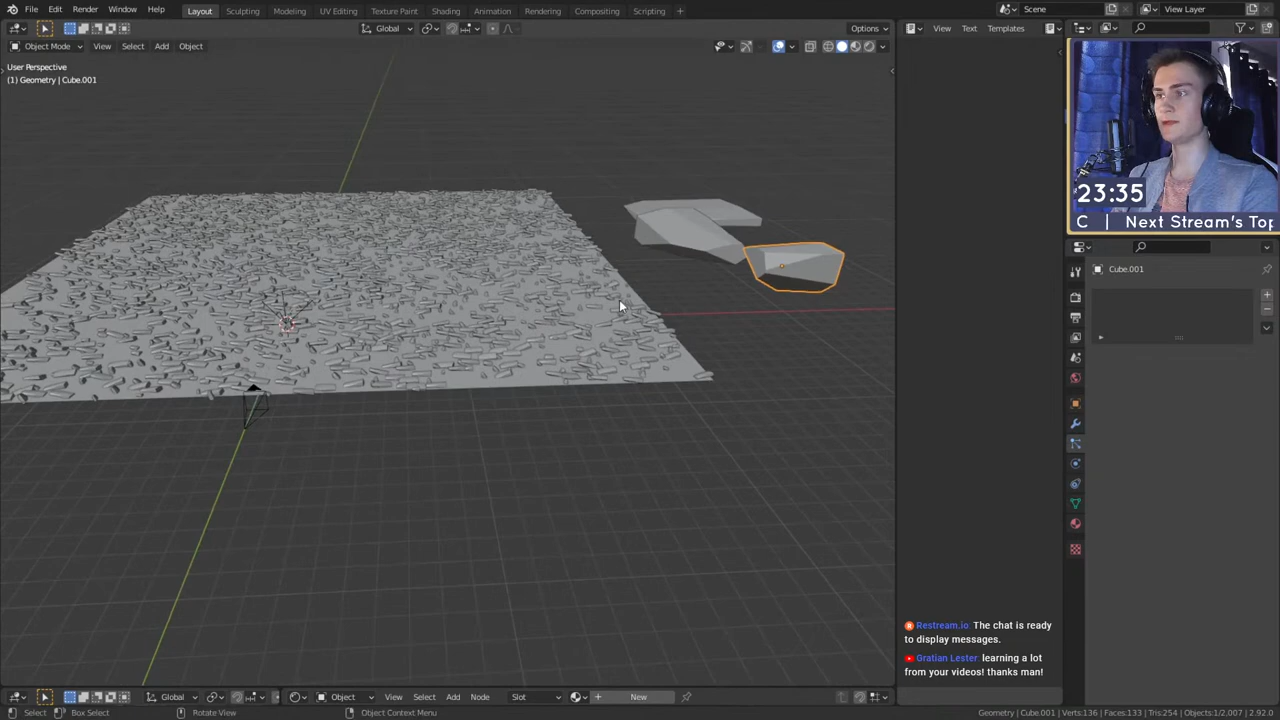 File Edit Render Window Help
Layout Sculpting Modeling UV Editing Texture Paint Shading Animation Rendering Compositing Scripting +
Scene
View Layer
Global
Options
View Text Templates
Object Mode View Select Add Object
User Perspective
(1) Geometry | Cube.001
23:35
C | Next Stream's Top
Cube.001
Restream.io: The chat is ready
to display messages.
Gratian Lester: learning a lot
from your videos! thanks man!
Global
Object View Select Add Node Slot
New
Select Box Select Rotate View Object Context Menu
Geometry | Cube.001 | Verts:136 | Faces:133 | Tris:254 | Objects:1/2,007 | 2.92.0